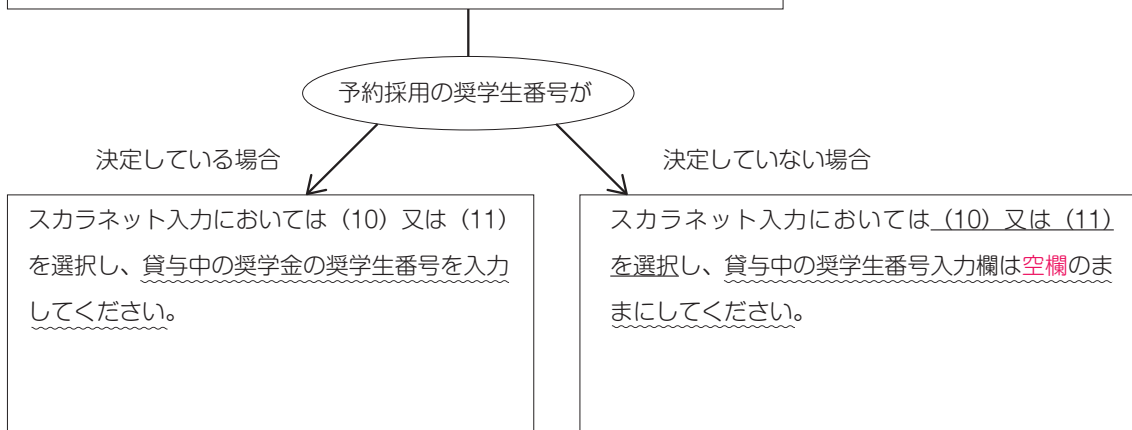 予約採用の奨学生番号が
決定している場合
決定していない場合
スカラネット入力においては（10）又は（11）
を選択し、貸与中の奨学金の奨学生番号を入力
してください。
スカラネット入力においては（10）又は（11）
を選択し、貸与中の奨学生番号入力欄は空欄のま
まにしてください。